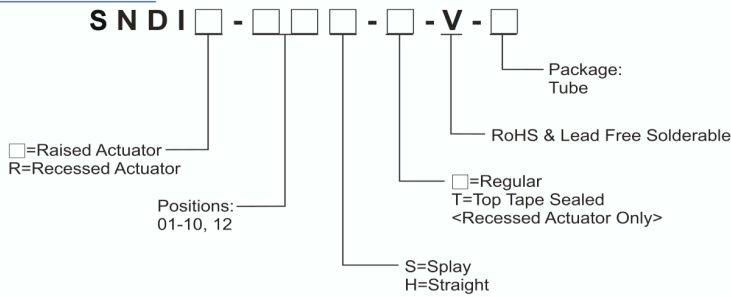 SNDI□-□□□-□-V-□
Package:
Tube
RoHS & Lead Free Solderable
□=Raised Actuator
R=Recessed Actuator
□=Regular
T=Top Tape Sealed
<Recessed Actuator Only>
Positions:
01-10, 12
S=Splay
H=Straight